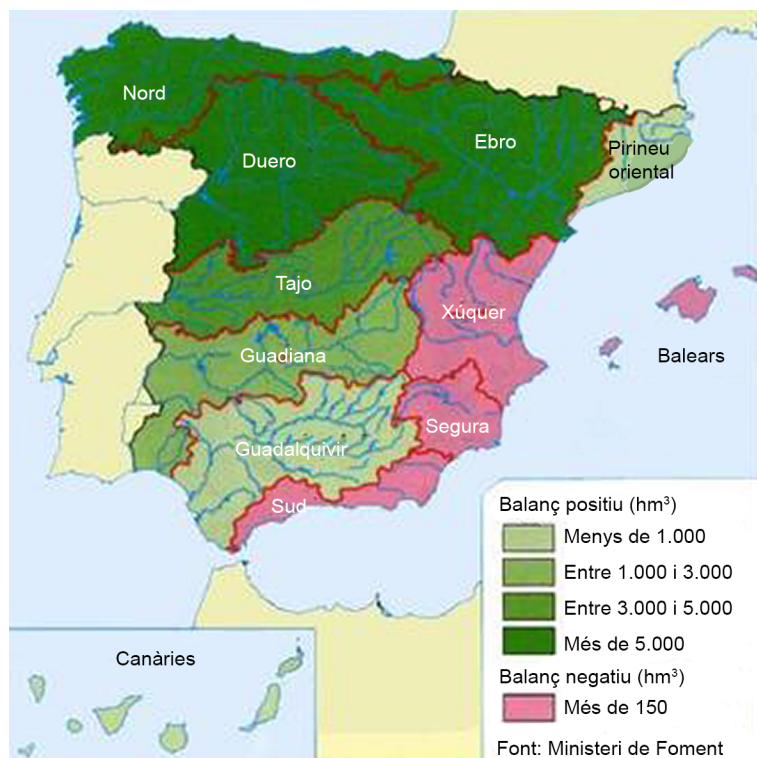 Nord
Duero
Ebro
Pirineu
oriental
Tajo
Xúquer
Guadiana
Balears
Segura
Guadalquivir
Sud
Canàries
Balanç positiu (hm³)
Menys de 1.000
Entre 1.000 i 3.000
Entre 3.000 i 5.000
Més de 5.000
Balanç negatiu (hm³)
Més de 150
Font: Ministeri de Foment